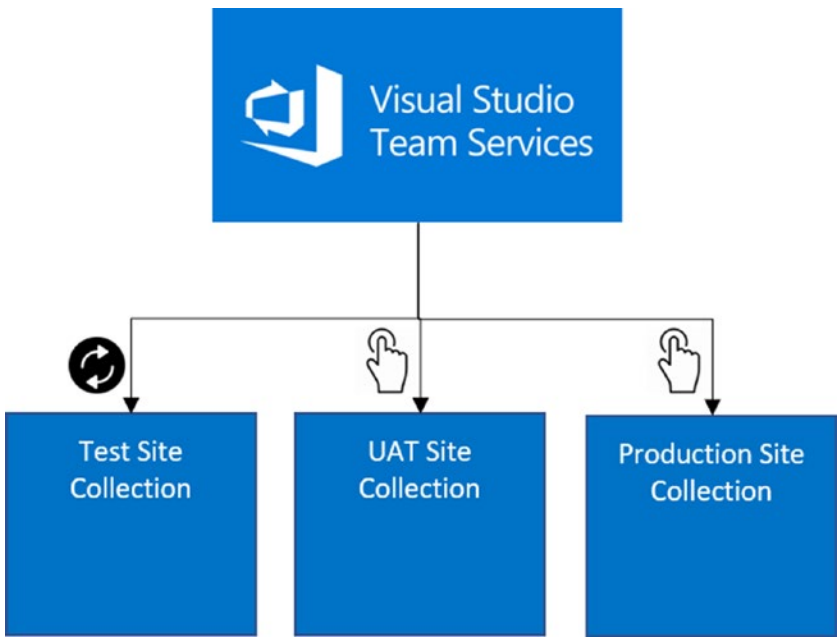 Visual Studio
Team Services
Test Site
Collection
UAT Site
Collection
Production Site
Collection